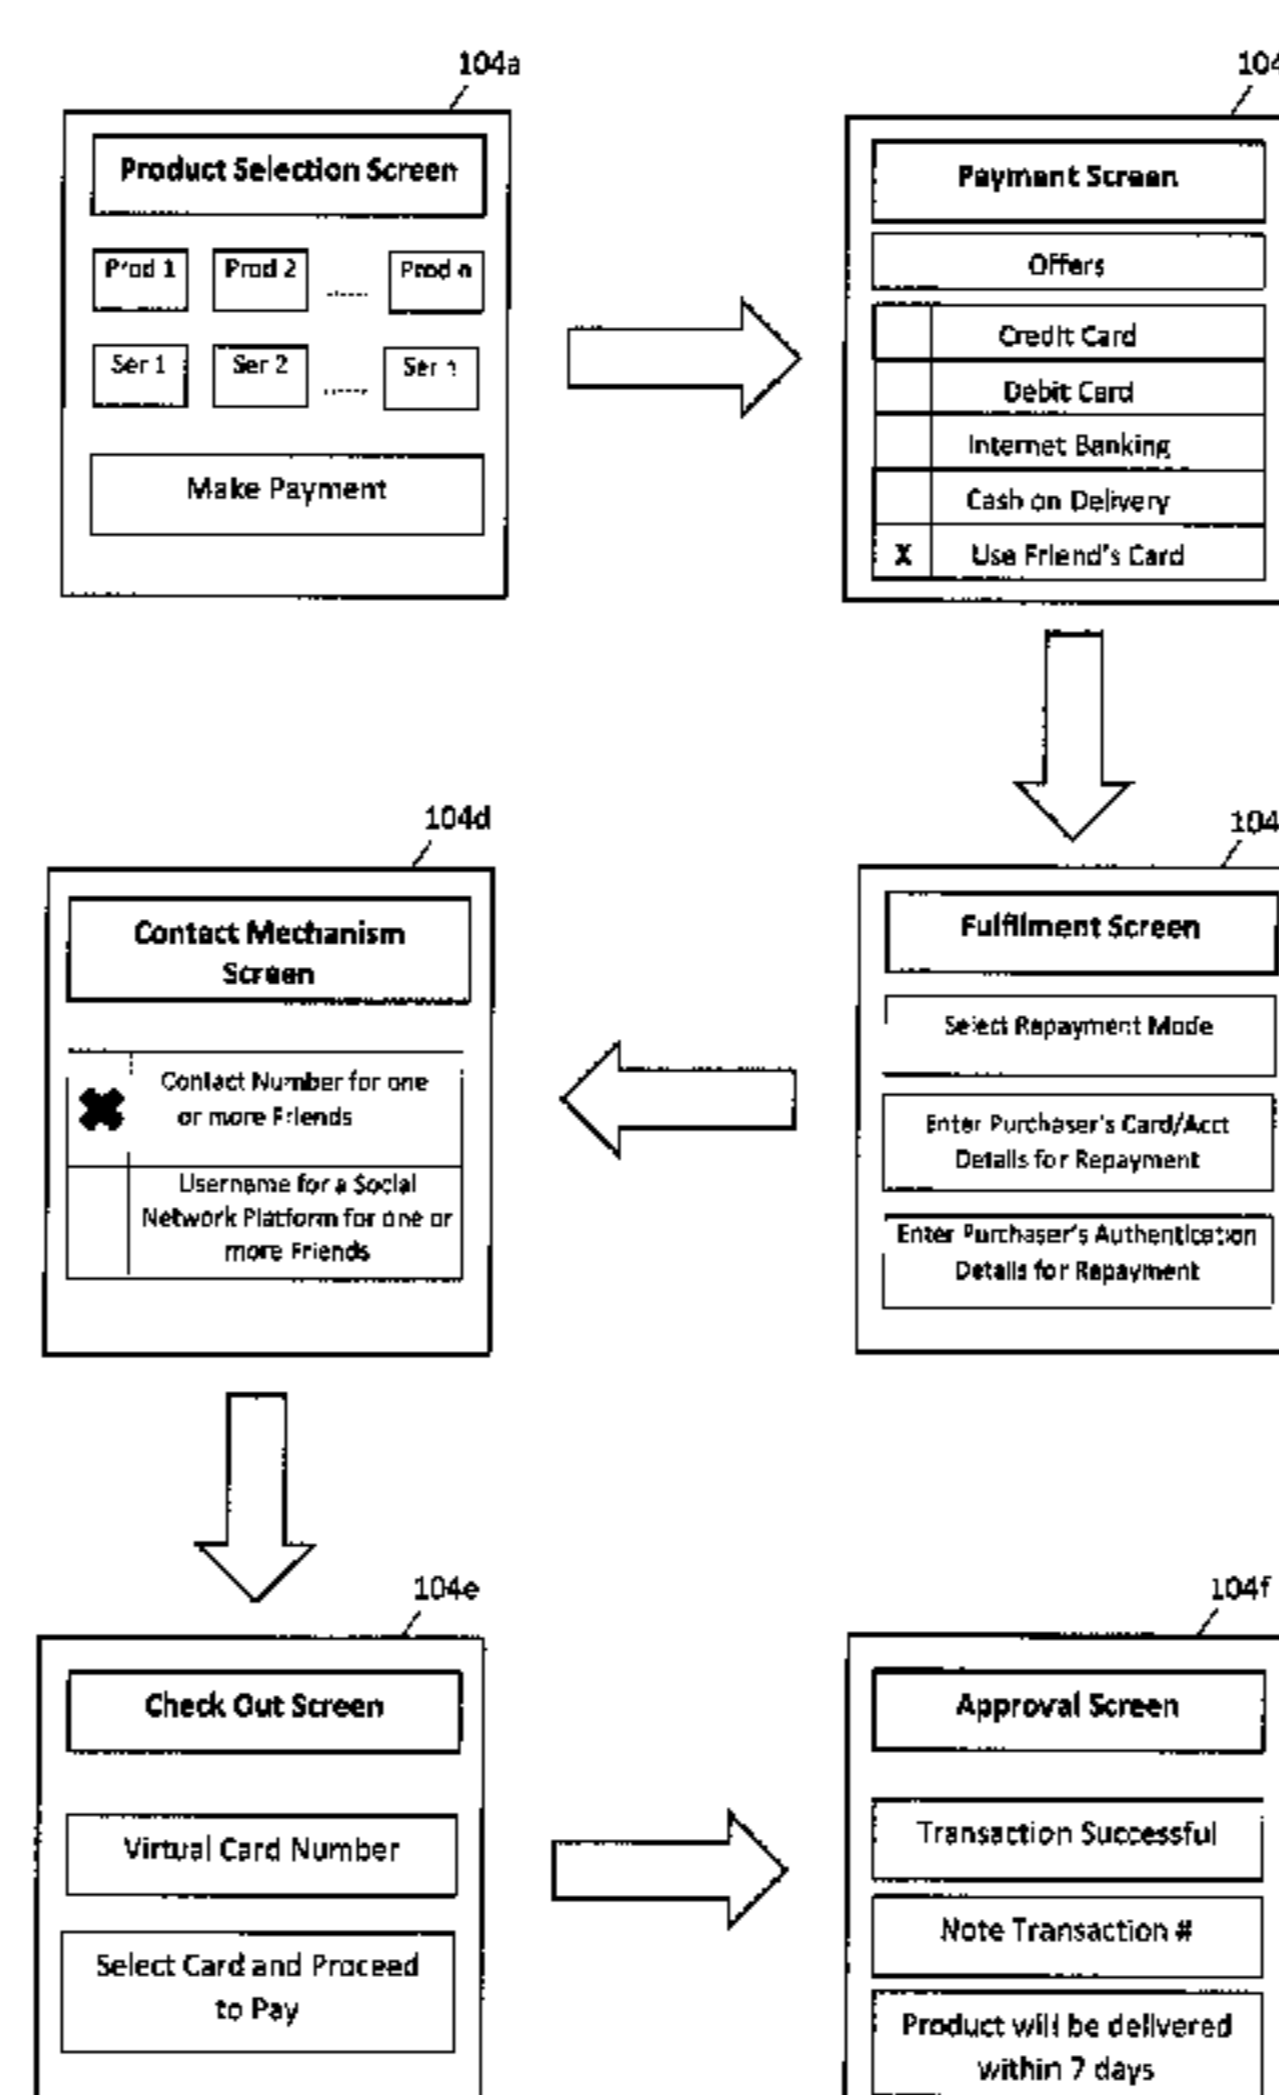 104a
Product Selection Screen
Prod 1 Prod 2 ...... Prod n
Ser 1 Ser 2 ...... Ser n
Make Payment
104
Payment Screen
Offers
Credit Card
Debit Card
Internet Banking
Cash on Delivery
X Use Friend's Card
104
Fulfilment Screen
Select Repayment Mode
Enter Purchaser's Card/Acct
Details for Repayment
Enter Purchaser's Authentication
Details for Repayment
104d
Contact Mechanism
Screen
Contact Number for one
or more Friends
Username for a Social
Network Platform for one or
more Friends
104e
Check Out Screen
Virtual Card Number
Select Card and Proceed
to Pay
104f
Approval Screen
Transaction Successful
Note Transaction #
Product will be delivered
within 7 days